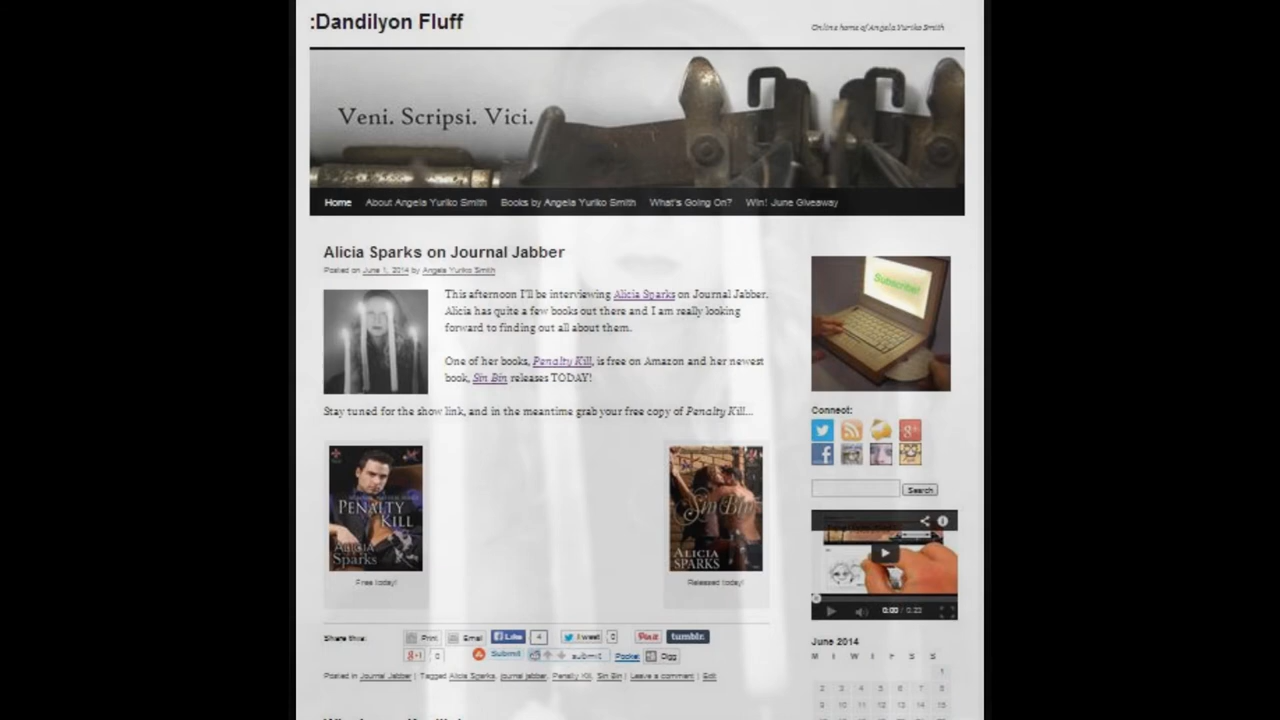 :Dandilyon Fluff
Online home of Angela Yuriko Smith
Veni. Scripsi. Vici.
Home About Angela Yuriko Smith Books by Angela Yuriko Smith What's Going On? Win! June Giveaway
Alicia Sparks on Journal Jabber
Posted on June 1, 2014 by Angela Yuriko Smith
This afternoon I'll be interviewing Alicia Sparks on Journal Jabber.
Alicia has quite a few books out there and I am really looking
forward to finding out all about them.
One of her books, Penalty Kill, is free on Amazon and her newest
book, Sin Bin releases TODAY!
Stay tuned for the show link, and in the meantime grab your free copy of Penalty Kill...
PENALTY
KILL
ALICIA
Sparks
Free today!
Sin Bin
ALICIA
SPARKS
Released today!
Share this:
Print Email Like 4 Tweet 0 Pin it tumblr.
g+1 0 Submit submit Pocket Digg
Posted in Journal Jabber | Tagged Alicia Sparks, journal jabber, Penalty Kill, Sin Bin | Leave a comment | Edit
Subscribe!
Connect:
Search
0:00 / 0:23
June 2014
M T W T F S S
1
2 3 4 5 6 7 8
9 10 11 12 13 14 15